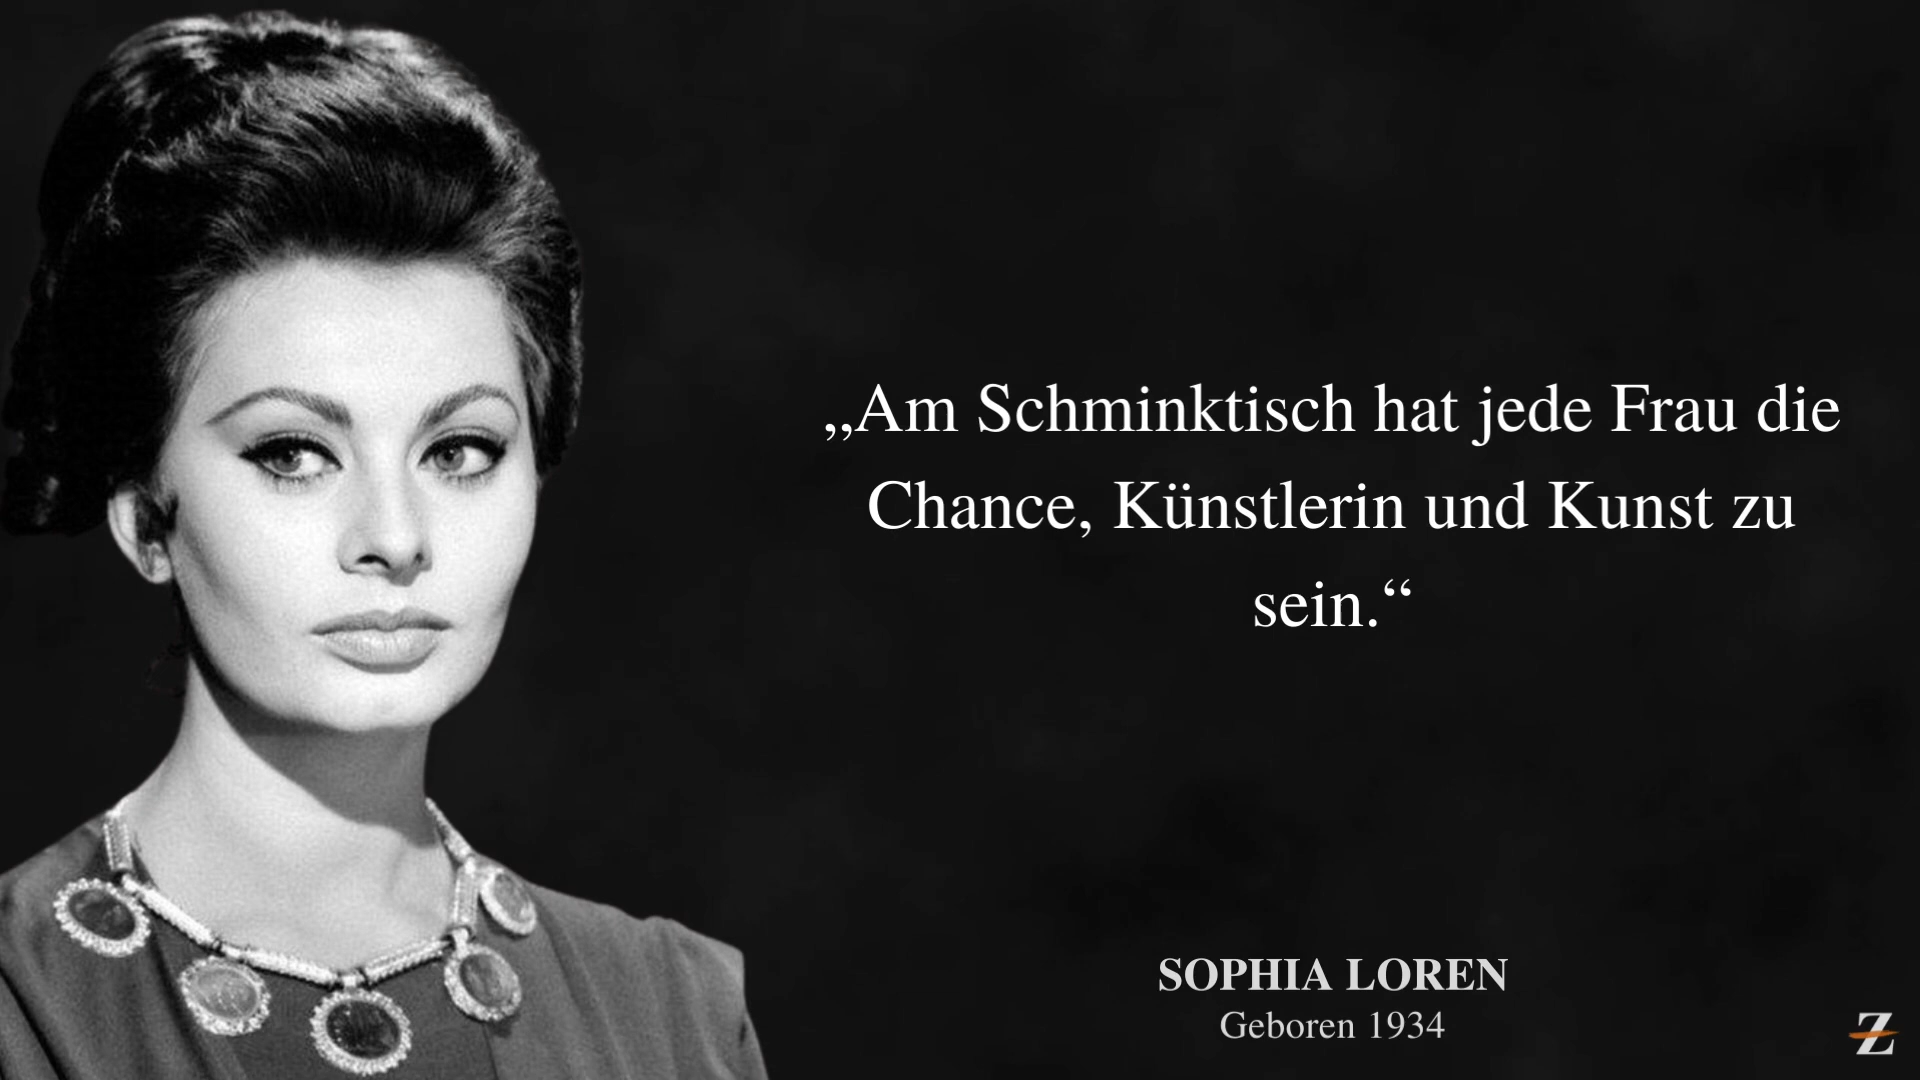 „Am Schminktisch hat jede Frau die
Chance, Künstlerin und Kunst zu
sein.“
SOPHIA LOREN
Geboren 1934
Z